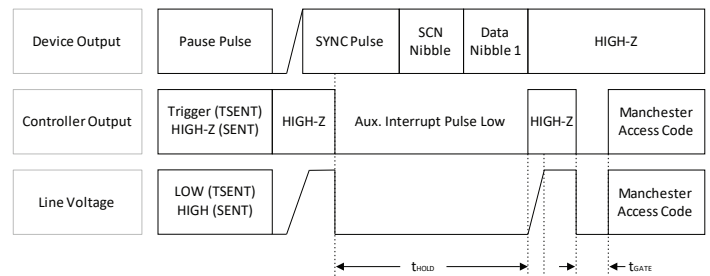 Device Output
Pause Pulse
SYNC Pulse
SCN
Nibble
Data
Nibble 1
HIGH-Z
Controller Output
Trigger (TSENT)
HIGH-Z (SENT)
HIGH-Z
Aux. Interrupt Pulse Low
HIGH-Z
Manchester
Access Code
Line Voltage
LOW (TSENT)
HIGH (SENT)
Manchester
Access Code
tHOLD
tGATE